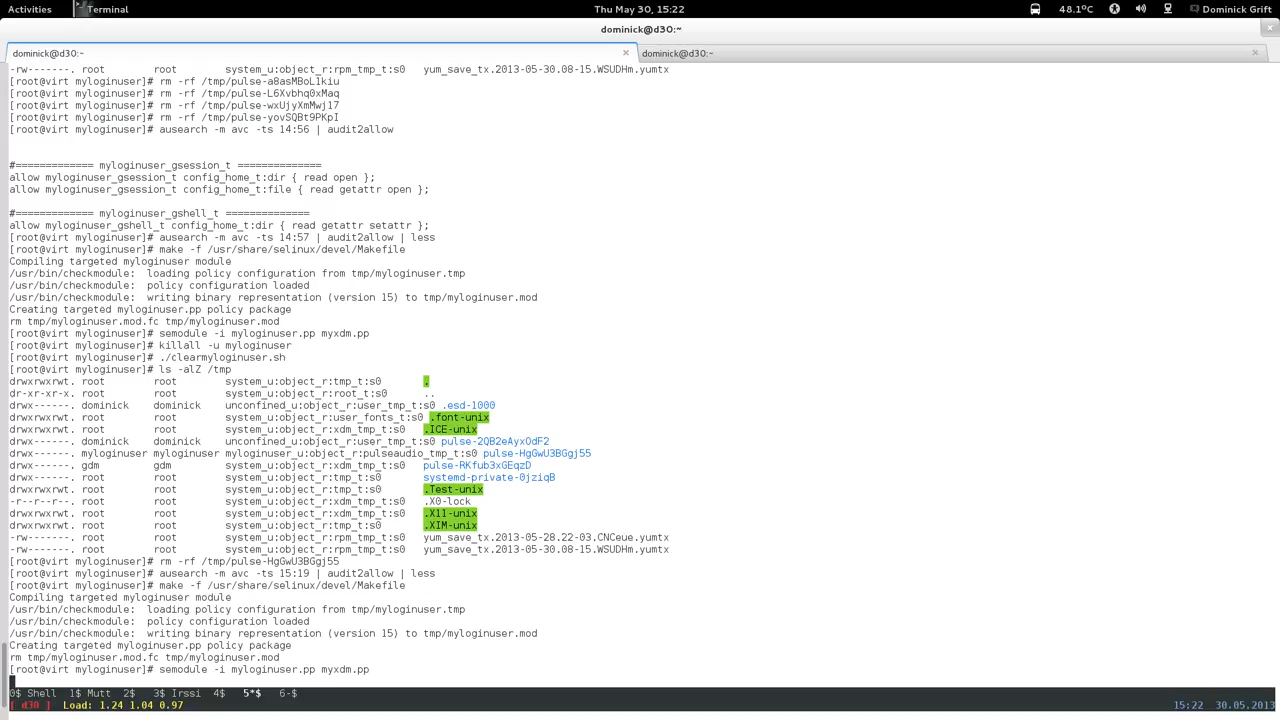 Activities Terminal Thu May 30, 15:22 48.1°C Dominick Grift
dominick@d30:~
dominick@d30:~ × dominick@d30:~ ×
-rw-------. root root system_u:object_r:rpm_tmp_t:s0 yum_save_tx.2013-05-30.08-15.WSUDHm.yumtx
[root@virt myloginuser]# rm -rf /tmp/pulse-a8asMBoL1kiu
[root@virt myloginuser]# rm -rf /tmp/pulse-L6Xvbhq0xMaq
[root@virt myloginuser]# rm -rf /tmp/pulse-wxUjyXmMwj17
[root@virt myloginuser]# rm -rf /tmp/pulse-yovSQBt9PKpI
[root@virt myloginuser]# ausearch -m avc -ts 14:56 | audit2allow
#============= myloginuser_gsession_t ==============
allow myloginuser_gsession_t config_home_t:dir { read open };
allow myloginuser_gsession_t config_home_t:file { read getattr open };
#============= myloginuser_gshell_t ==============
allow myloginuser_gshell_t config_home_t:dir { read getattr setattr };
[root@virt myloginuser]# ausearch -m avc -ts 14:57 | audit2allow | less
[root@virt myloginuser]# make -f /usr/share/selinux/devel/Makefile
Compiling targeted myloginuser module
/usr/bin/checkmodule:  loading policy configuration from tmp/myloginuser.tmp
/usr/bin/checkmodule:  policy configuration loaded
/usr/bin/checkmodule:  writing binary representation (version 15) to tmp/myloginuser.mod
Creating targeted myloginuser.pp policy package
rm tmp/myloginuser.mod.fc tmp/myloginuser.mod
[root@virt myloginuser]# semodule -i myloginuser.pp myxdm.pp
[root@virt myloginuser]# killall -u myloginuser
[root@virt myloginuser]# ./clearmyloginuser.sh
[root@virt myloginuser]# ls -alZ /tmp
drwxrwxrwt. root root system_u:object_r:tmp_t:s0 .
dr-xr-xr-x. root root system_u:object_r:root_t:s0 ..
drwx------. dominick dominick unconfined_u:object_r:user_tmp_t:s0 .esd-1000
drwxrwxrwt. root root system_u:object_r:user_fonts_t:s0 .font-unix
drwxrwxrwt. root root system_u:object_r:xdm_tmp_t:s0 .ICE-unix
drwx------. dominick dominick unconfined_u:object_r:user_tmp_t:s0 pulse-2QB2eAyxOdF2
drwx------. myloginuser myloginuser myloginuser_u:object_r:pulseaudio_tmp_t:s0 pulse-HgGwU3BGgj55
drwx------. gdm gdm system_u:object_r:xdm_tmp_t:s0 pulse-RKfub3xGEqzD
drwx------. root root system_u:object_r:tmp_t:s0 systemd-private-0jziqB
drwxrwxrwt. root root system_u:object_r:tmp_t:s0 .Test-unix
-r--r--r--. root root system_u:object_r:xdm_tmp_t:s0 .X0-lock
drwxrwxrwt. root root system_u:object_r:xdm_tmp_t:s0 .X11-unix
drwxrwxrwt. root root system_u:object_r:tmp_t:s0 .XIM-unix
-rw-------. root root system_u:object_r:rpm_tmp_t:s0 yum_save_tx.2013-05-28.22-03.CNCeue.yumtx
-rw-------. root root system_u:object_r:rpm_tmp_t:s0 yum_save_tx.2013-05-30.08-15.WSUDHm.yumtx
[root@virt myloginuser]# rm -rf /tmp/pulse-HgGwU3BGgj55
[root@virt myloginuser]# ausearch -m avc -ts 15:19 | audit2allow | less
[root@virt myloginuser]# make -f /usr/share/selinux/devel/Makefile
Compiling targeted myloginuser module
/usr/bin/checkmodule:  loading policy configuration from tmp/myloginuser.tmp
/usr/bin/checkmodule:  policy configuration loaded
/usr/bin/checkmodule:  writing binary representation (version 15) to tmp/myloginuser.mod
Creating targeted myloginuser.pp policy package
rm tmp/myloginuser.mod.fc tmp/myloginuser.mod
[root@virt myloginuser]# semodule -i myloginuser.pp myxdm.pp
0$ Shell 1$ Mutt 2$ 3$ Irssi 4$ 5*$ 6-$
[ d30 ] Load: 1.24 1.04 0.97 15:22 30.05.2013